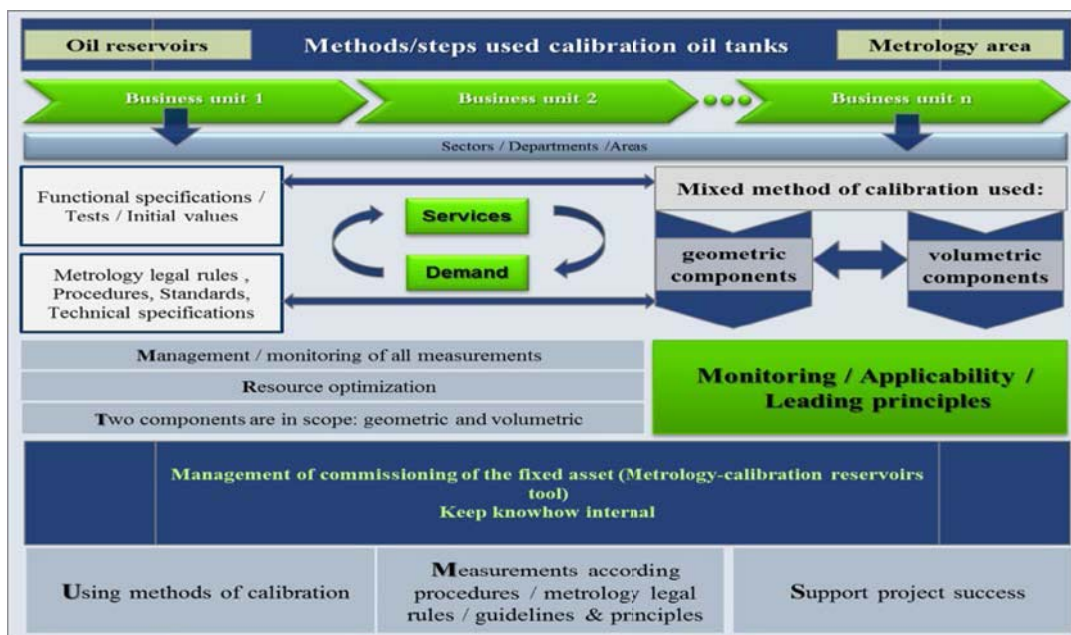 Oil reservoirs
Methods/steps used calibration oil tanks
Metrology area
Business unit 1
Business unit 2
Business unit n
Sectors / Departments /Areas
Functional specifications /
Tests / Initial values
Services
Demand
Mixed method of calibration used:
geometric
components
volumetric
components
Metrology legal rules ,
Procedures, Standards,
Technical specifications
Management / monitoring of all measurements
Resource optimization
Two components are in scope: geometric and volumetric
Monitoring / Applicability /
Leading principles
Management of commissioning of the fixed asset (Metrology-calibration reservoirs
tool)
Keep knowhow internal
Using methods of calibration
Measurements according
procedures / metrology legal
rules / guidelines & principles
Support project success